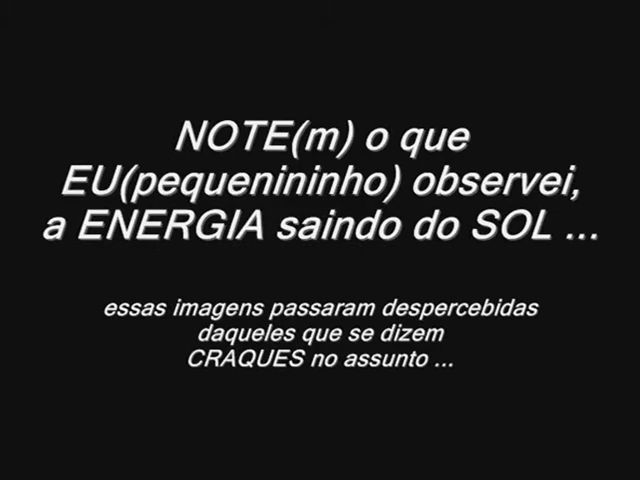 NOTE(m) o que
EU(pequenininho) observei,
a ENERGIA saindo do SOL ...
essas imagens passaram despercebidas
daqueles que se dizem
CRAQUES no assunto ...